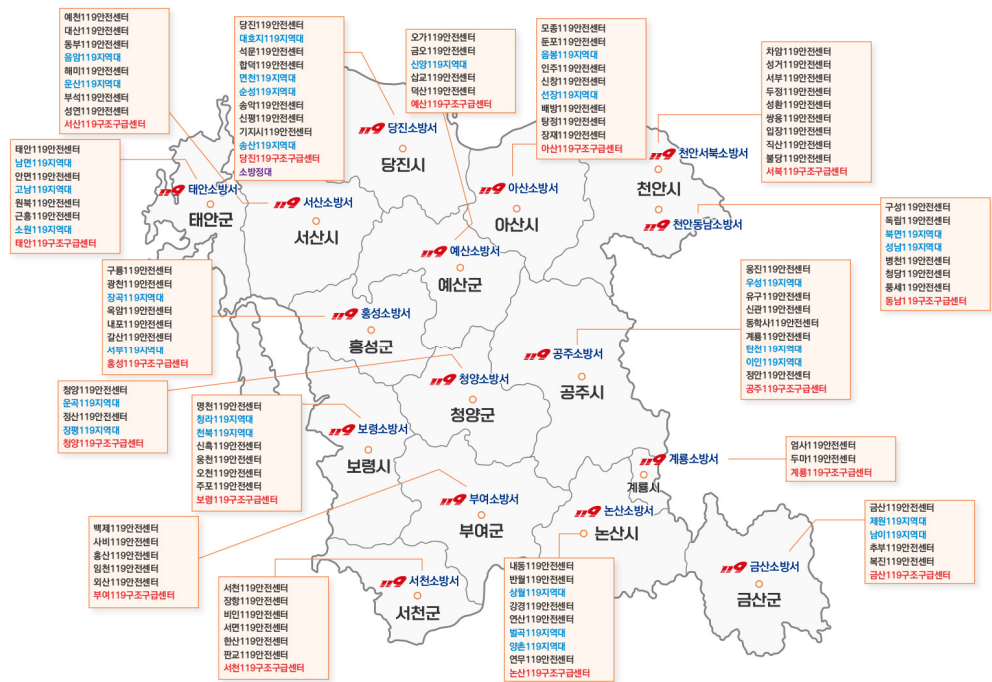 예천119안전센터
대산119안전센터
동부119안전센터
음암119지역대
해미119안전센터
운산119지역대
부석119안전센터
성연119안전센터
서산119구조구급센터
당진119안전센터
대호지119지역대
석문119안전센터
합덕119안전센터
면천119지역대
순성119지역대
송악119안전센터
신평119안전센터
기지시119안전센터
송산119지역대
당진119구조구급센터
소방정대
오가119안전센터
금오119안전센터
신양119지역대
삽교119안전센터
덕산119안전센터
예산119구조구급센터
모종119안전센터
둔포119안전센터
음봉119지역대
인주119안전센터
신창119안전센터
선장119지역대
배방119안전센터
탕정119안전센터
장재119안전센터
아산119구조구급센터
차암119안전센터
성거119안전센터
서부119안전센터
두정119안전센터
성환119안전센터
쌍용119안전센터
입장119안전센터
직산119안전센터
불당119안전센터
서북119구조구급센터
태안119안전센터
남면119지역대
안면119안전센터
고남119지역대
원북119안전센터
근흥119안전센터
소원119지역대
태안119구조구급센터
구성119안전센터
독립119안전센터
북면119지역대
성남119지역대
병천119안전센터
청당119안전센터
풍세119안전센터
동남119구조구급센터
구룡119안전센터
광천119안전센터
장곡119지역대
옥암119안전센터
내포119안전센터
갈산119안전센터
서부119지역대
홍성119구조구급센터
웅진119안전센터
우성119지역대
유구119안전센터
신관119안전센터
동학사119안전센터
계룡119안전센터
탄천119지역대
이인119지역대
정안119안전센터
공주119구조구급센터
청양119안전센터
운곡119지역대
정산119안전센터
장평119지역대
청양119구조구급센터
명천119안전센터
청라119지역대
천북119지역대
신흑119안전센터
웅천119안전센터
오천119안전센터
주포119안전센터
보령119구조구급센터
엄사119안전센터
두마119안전센터
계룡119구조구급센터
백제119안전센터
사비119안전센터
홍산119안전센터
임천119안전센터
외산119안전센터
부여119구조구급센터
서천119안전센터
장항119안전센터
비인119안전센터
서면119안전센터
한산119안전센터
판교119안전센터
서천119구조구급센터
내동119안전센터
반월119안전센터
상월119지역대
강경119안전센터
연산119안전센터
벌곡119지역대
양촌119지역대
연무119안전센터
논산119구조구급센터
금산119안전센터
제원119지역대
남이119지역대
추부119안전센터
복진119안전센터
금산119구조구급센터
119 당진소방서
당진시
119 천안서북소방서
천안시
119 천안동남소방서
119 태안소방서
태안군
119 서산소방서
서산시
119 아산소방서
아산시
119 예산소방서
예산군
119 홍성소방서
홍성군
119 공주소방서
공주시
119 청양소방서
청양군
119 보령소방서
보령시
119 계룡소방서
계룡시
119 부여소방서
부여군
119 논산소방서
논산시
119 서천소방서
서천군
119 금산소방서
금산군